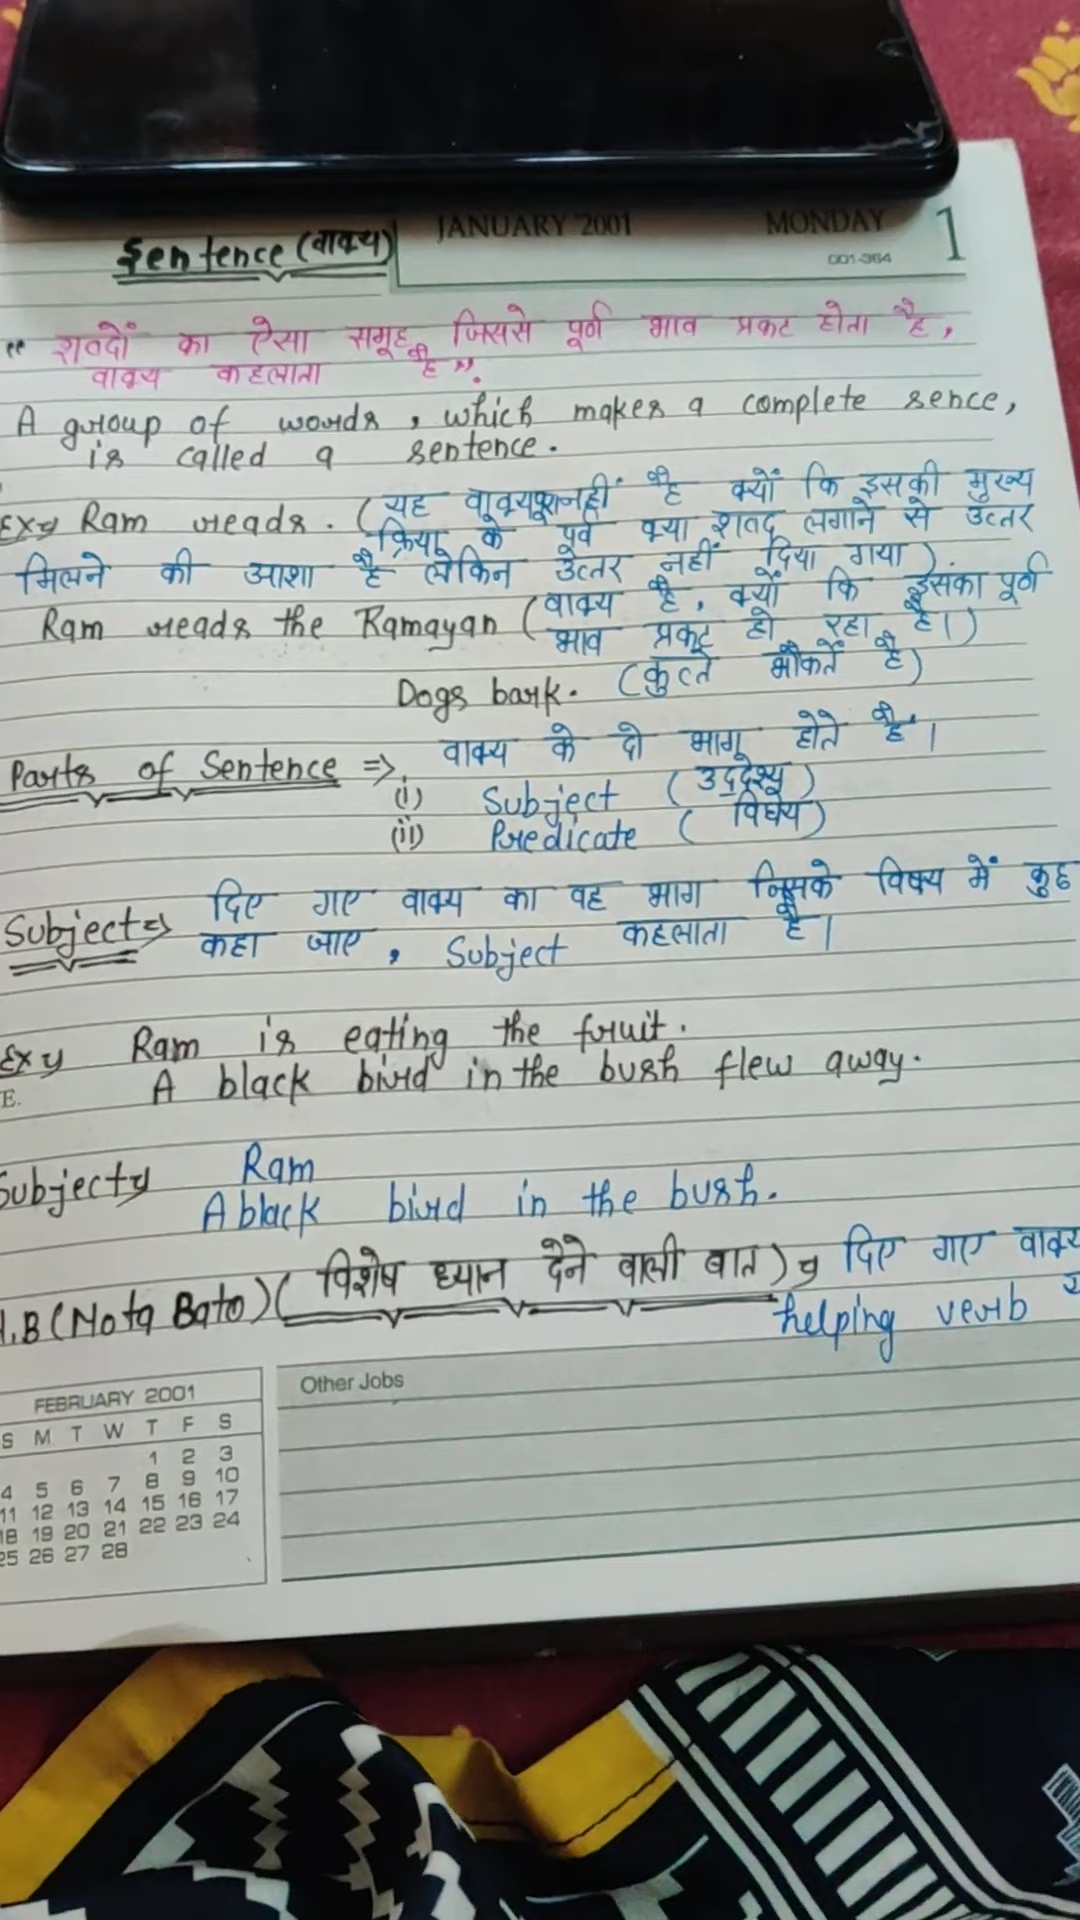 JANUARY '2001 MONDAY 1
001-364
Sentence (वाक्य)
“ शब्दों का ऐसा समूह, जिससे पूर्ण भाव प्रकट होता है,
वाक्य कहलाता है ”.
A group of words, which makes a complete sence,
is called a sentence.
Ex⇒ Ram reads. (यह वाक्य पूरा नहीं है क्यों कि इसकी मुख्य
क्रिया के पूर्व क्या शब्द लगाने से उत्तर
मिलने की आशा है लेकिन उत्तर नहीं दिया गया)
Ram reads the Ramayan (वाक्य है, क्यों कि इसका पूर्ण
भाव प्रकट हो रहा है।)
Dogs bark. (कुत्ते भौंकतें है)
Parts of Sentence ⇒ वाक्य के दो भाग होते है।
(i) Subject (उद्देश्य)
(ii) Predicate (विधेय)
Subject⇒ दिए गए वाक्य का वह भाग जिसके विषय में कुछ
कहा जाए, Subject कहलाता है।
Ex⇒ Ram is eating the fruit.
A black bird in the bush flew away.
E.
Subject⇒ Ram
A black bird in the bush.
N.B (Nota Bato) (विशेष ध्यान देने वाली बात)⇒ दिए गए वाक्य
helping verb
FEBRUARY 2001
S M T W T F S
1 2 3
4 5 6 7 8 9 10
11 12 13 14 15 16 17
18 19 20 21 22 23 24
25 26 27 28
Other Jobs